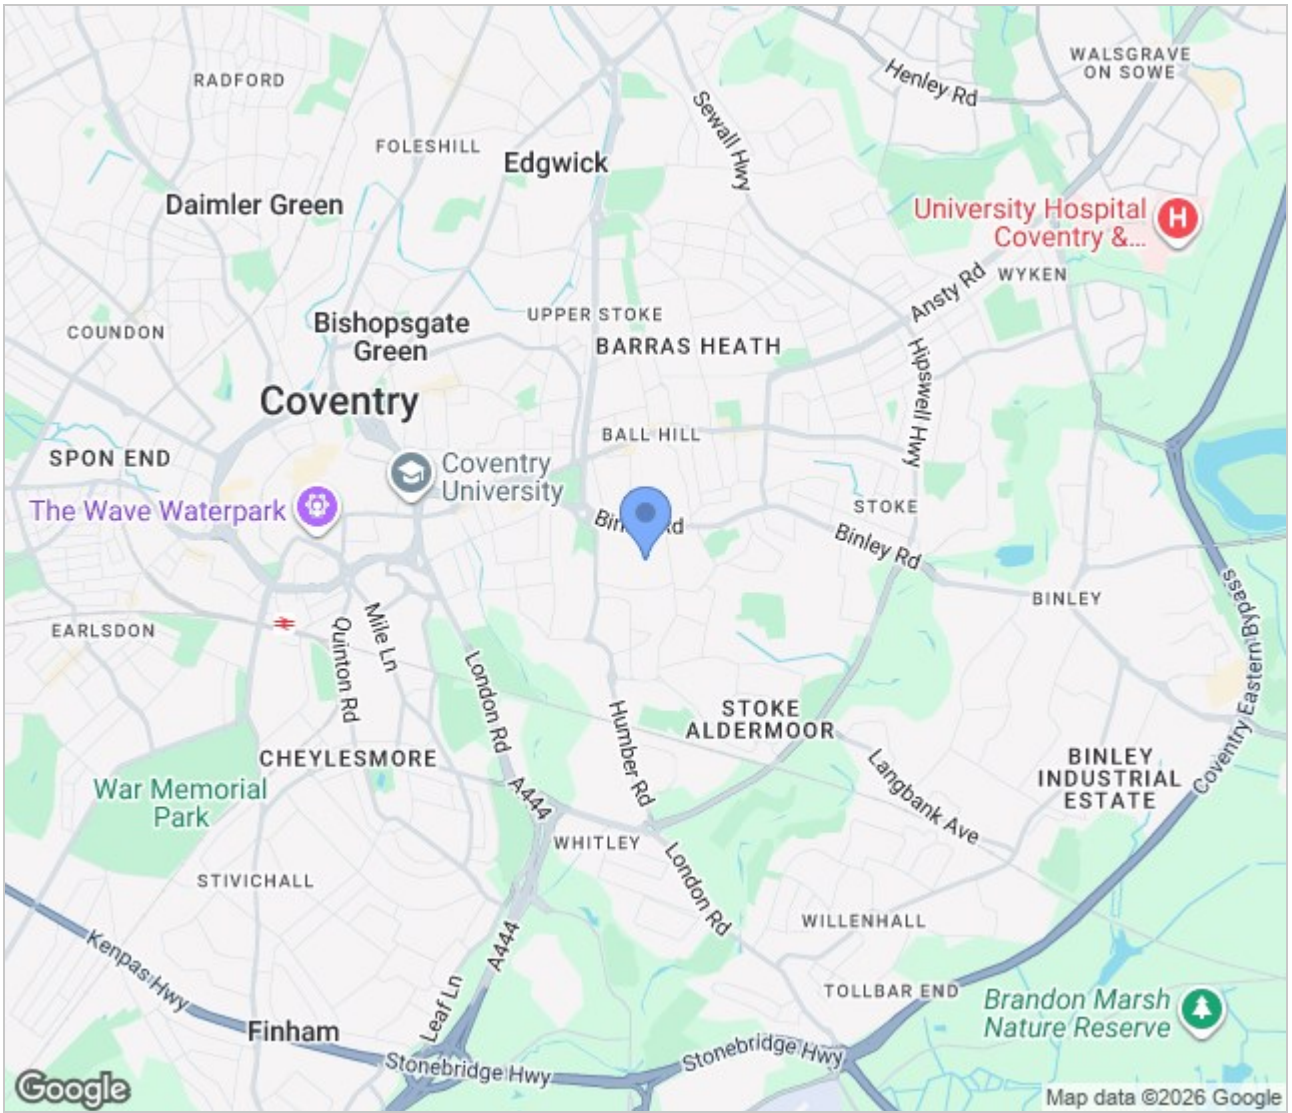 RADFORD
FOLESHILL
Edgwick
Daimler Green
Sewall Hwy
Henley Rd
WALSGRAVE
ON SOWE
University Hospital
Coventry &...
WYKEN
Ansty Rd
COUNDON
Bishopsgate
Green
UPPER STOKE
BARRAS HEATH
Hipswell Hwy
Coventry
BALL HILL
SPON END
Coventry
University
The Wave Waterpark
STOKE
Binley Rd
BINLEY
Coventry Eastern Bypass
EARLSDON
Mile Ln
Quinton Rd
London Rd
Humber Rd
STOKE
ALDERMOOR
CHEYLESMORE
War Memorial
Park
A444
Langbank Ave
BINLEY
INDUSTRIAL
ESTATE
WHITLEY
London Rd
STIVICHALL
WILLENHALL
Kenpas Hwy
A444
Leaf Ln
TOLLBAR END
Brandon Marsh
Nature Reserve
Finham
Stonebridge Hwy
Stonebridge Hwy
Google
Map data ©2026 Google